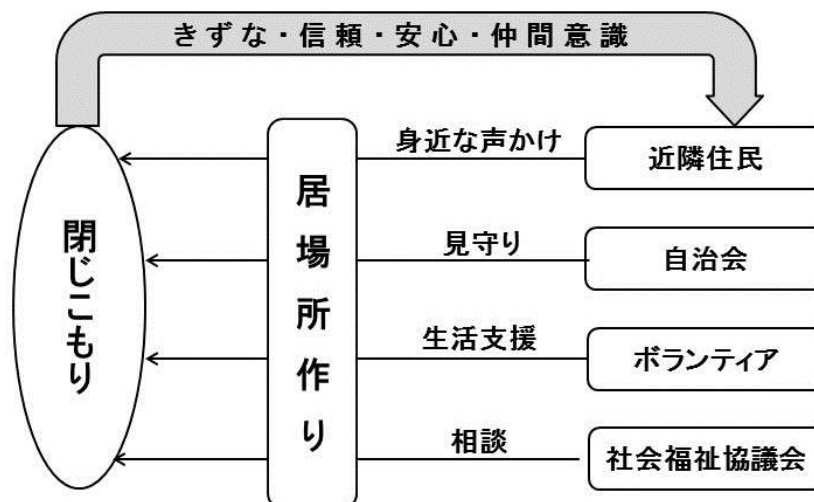 きずな・信頼・安心・仲間意識
閉じこもり
居場所作り
身近な声かけ
近隣住民
見守り
自治会
生活支援
ボランティア
相談
社会福祉協議会